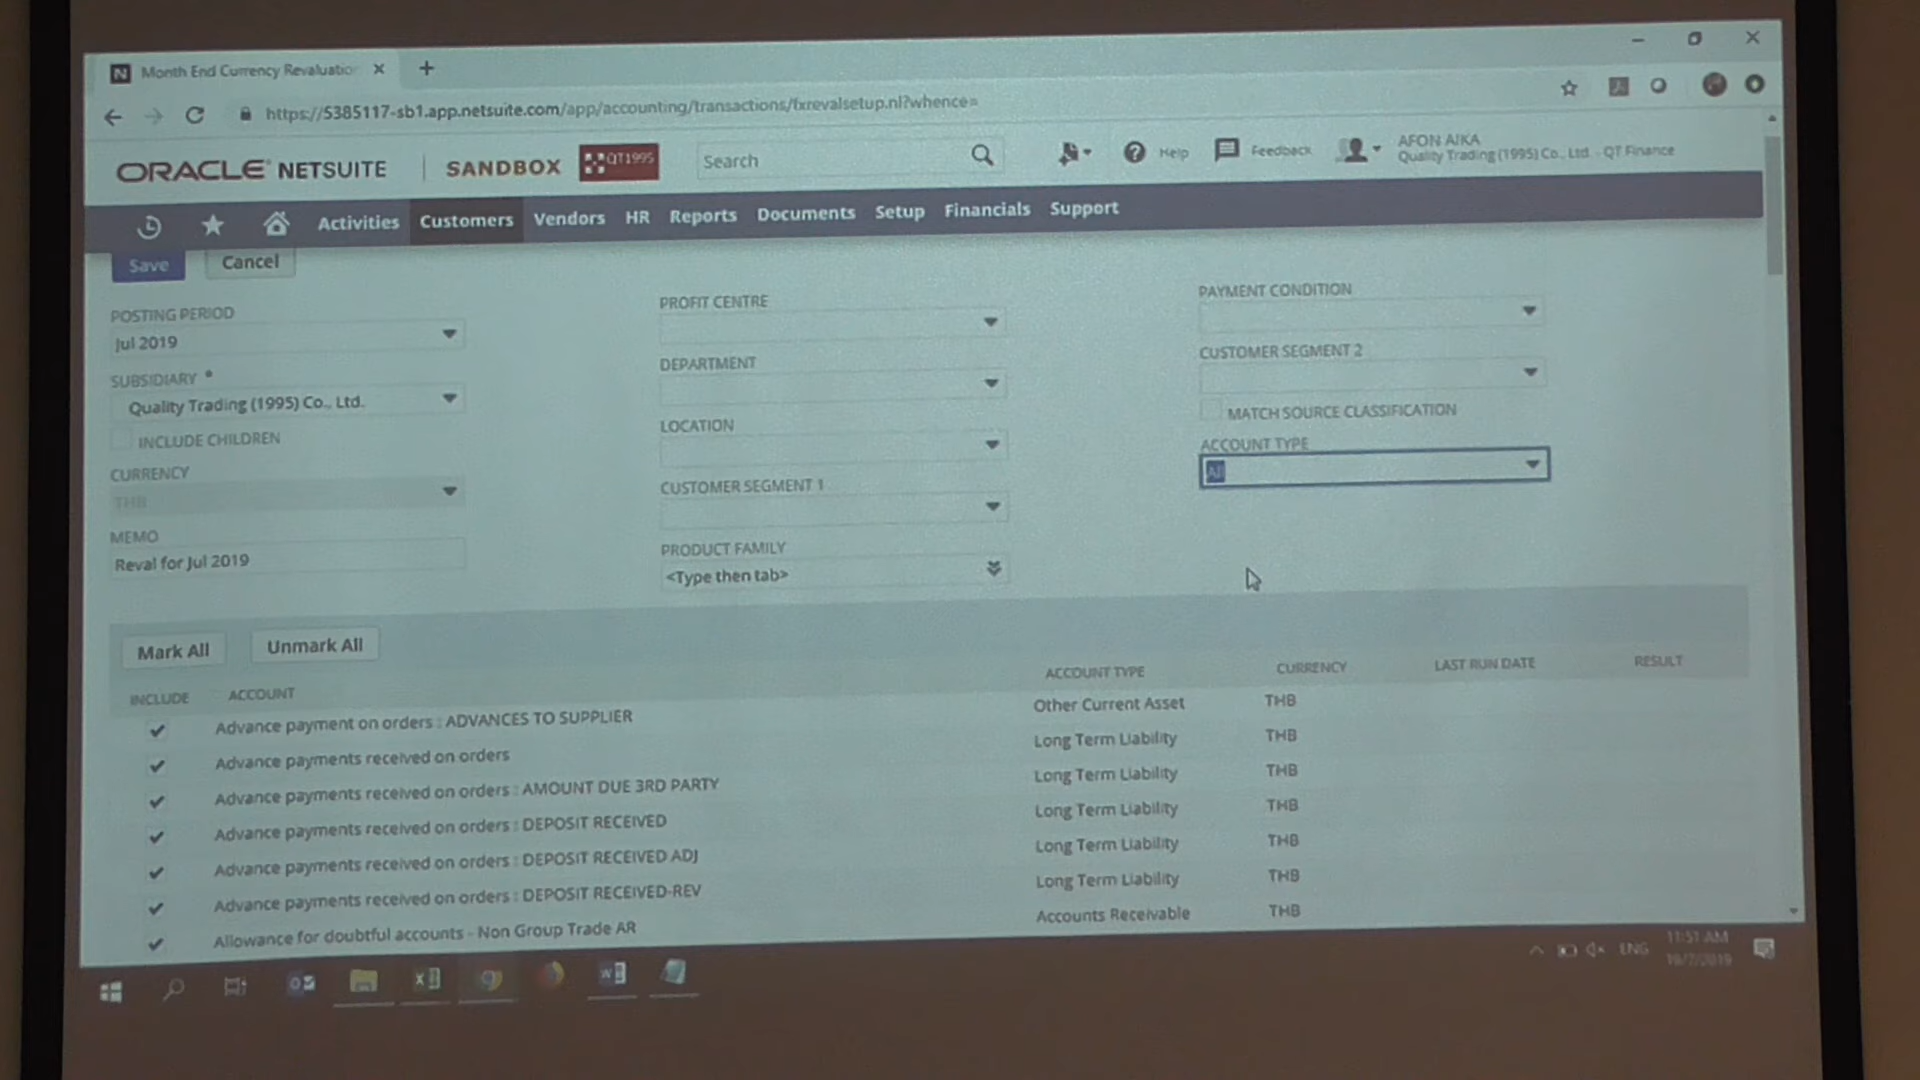 Month End Currency Revaluation
https://5385117-sb1.app.netsuite.com/app/accounting/transactions/fxrevalsetup.nl?whence=
ORACLE NETSUITE SANDBOX QT1995 Search Help Feedback AFON AIKA
Quality Trading (1995) Co., Ltd. - QT Finance
Activities Customers Vendors HR Reports Documents Setup Financials Support
Save Cancel
POSTING PERIOD
Jul 2019
SUBSIDIARY *
Quality Trading (1995) Co., Ltd.
INCLUDE CHILDREN
CURRENCY
THB
MEMO
Reval for Jul 2019
PROFIT CENTRE
DEPARTMENT
LOCATION
CUSTOMER SEGMENT 1
PRODUCT FAMILY
<Type then tab>
PAYMENT CONDITION
CUSTOMER SEGMENT 2
MATCH SOURCE CLASSIFICATION
ACCOUNT TYPE
All
Mark All Unmark All
INCLUDE ACCOUNT ACCOUNT TYPE CURRENCY LAST RUN DATE RESULT
Advance payment on orders : ADVANCES TO SUPPLIER Other Current Asset THB
Advance payments received on orders Long Term Liability THB
Advance payments received on orders : AMOUNT DUE 3RD PARTY Long Term Liability THB
Advance payments received on orders : DEPOSIT RECEIVED Long Term Liability THB
Advance payments received on orders : DEPOSIT RECEIVED ADJ Long Term Liability THB
Advance payments received on orders : DEPOSIT RECEIVED-REV Long Term Liability THB
Allowance for doubtful accounts - Non Group Trade AR Accounts Receivable THB
ENG 11:51 AM